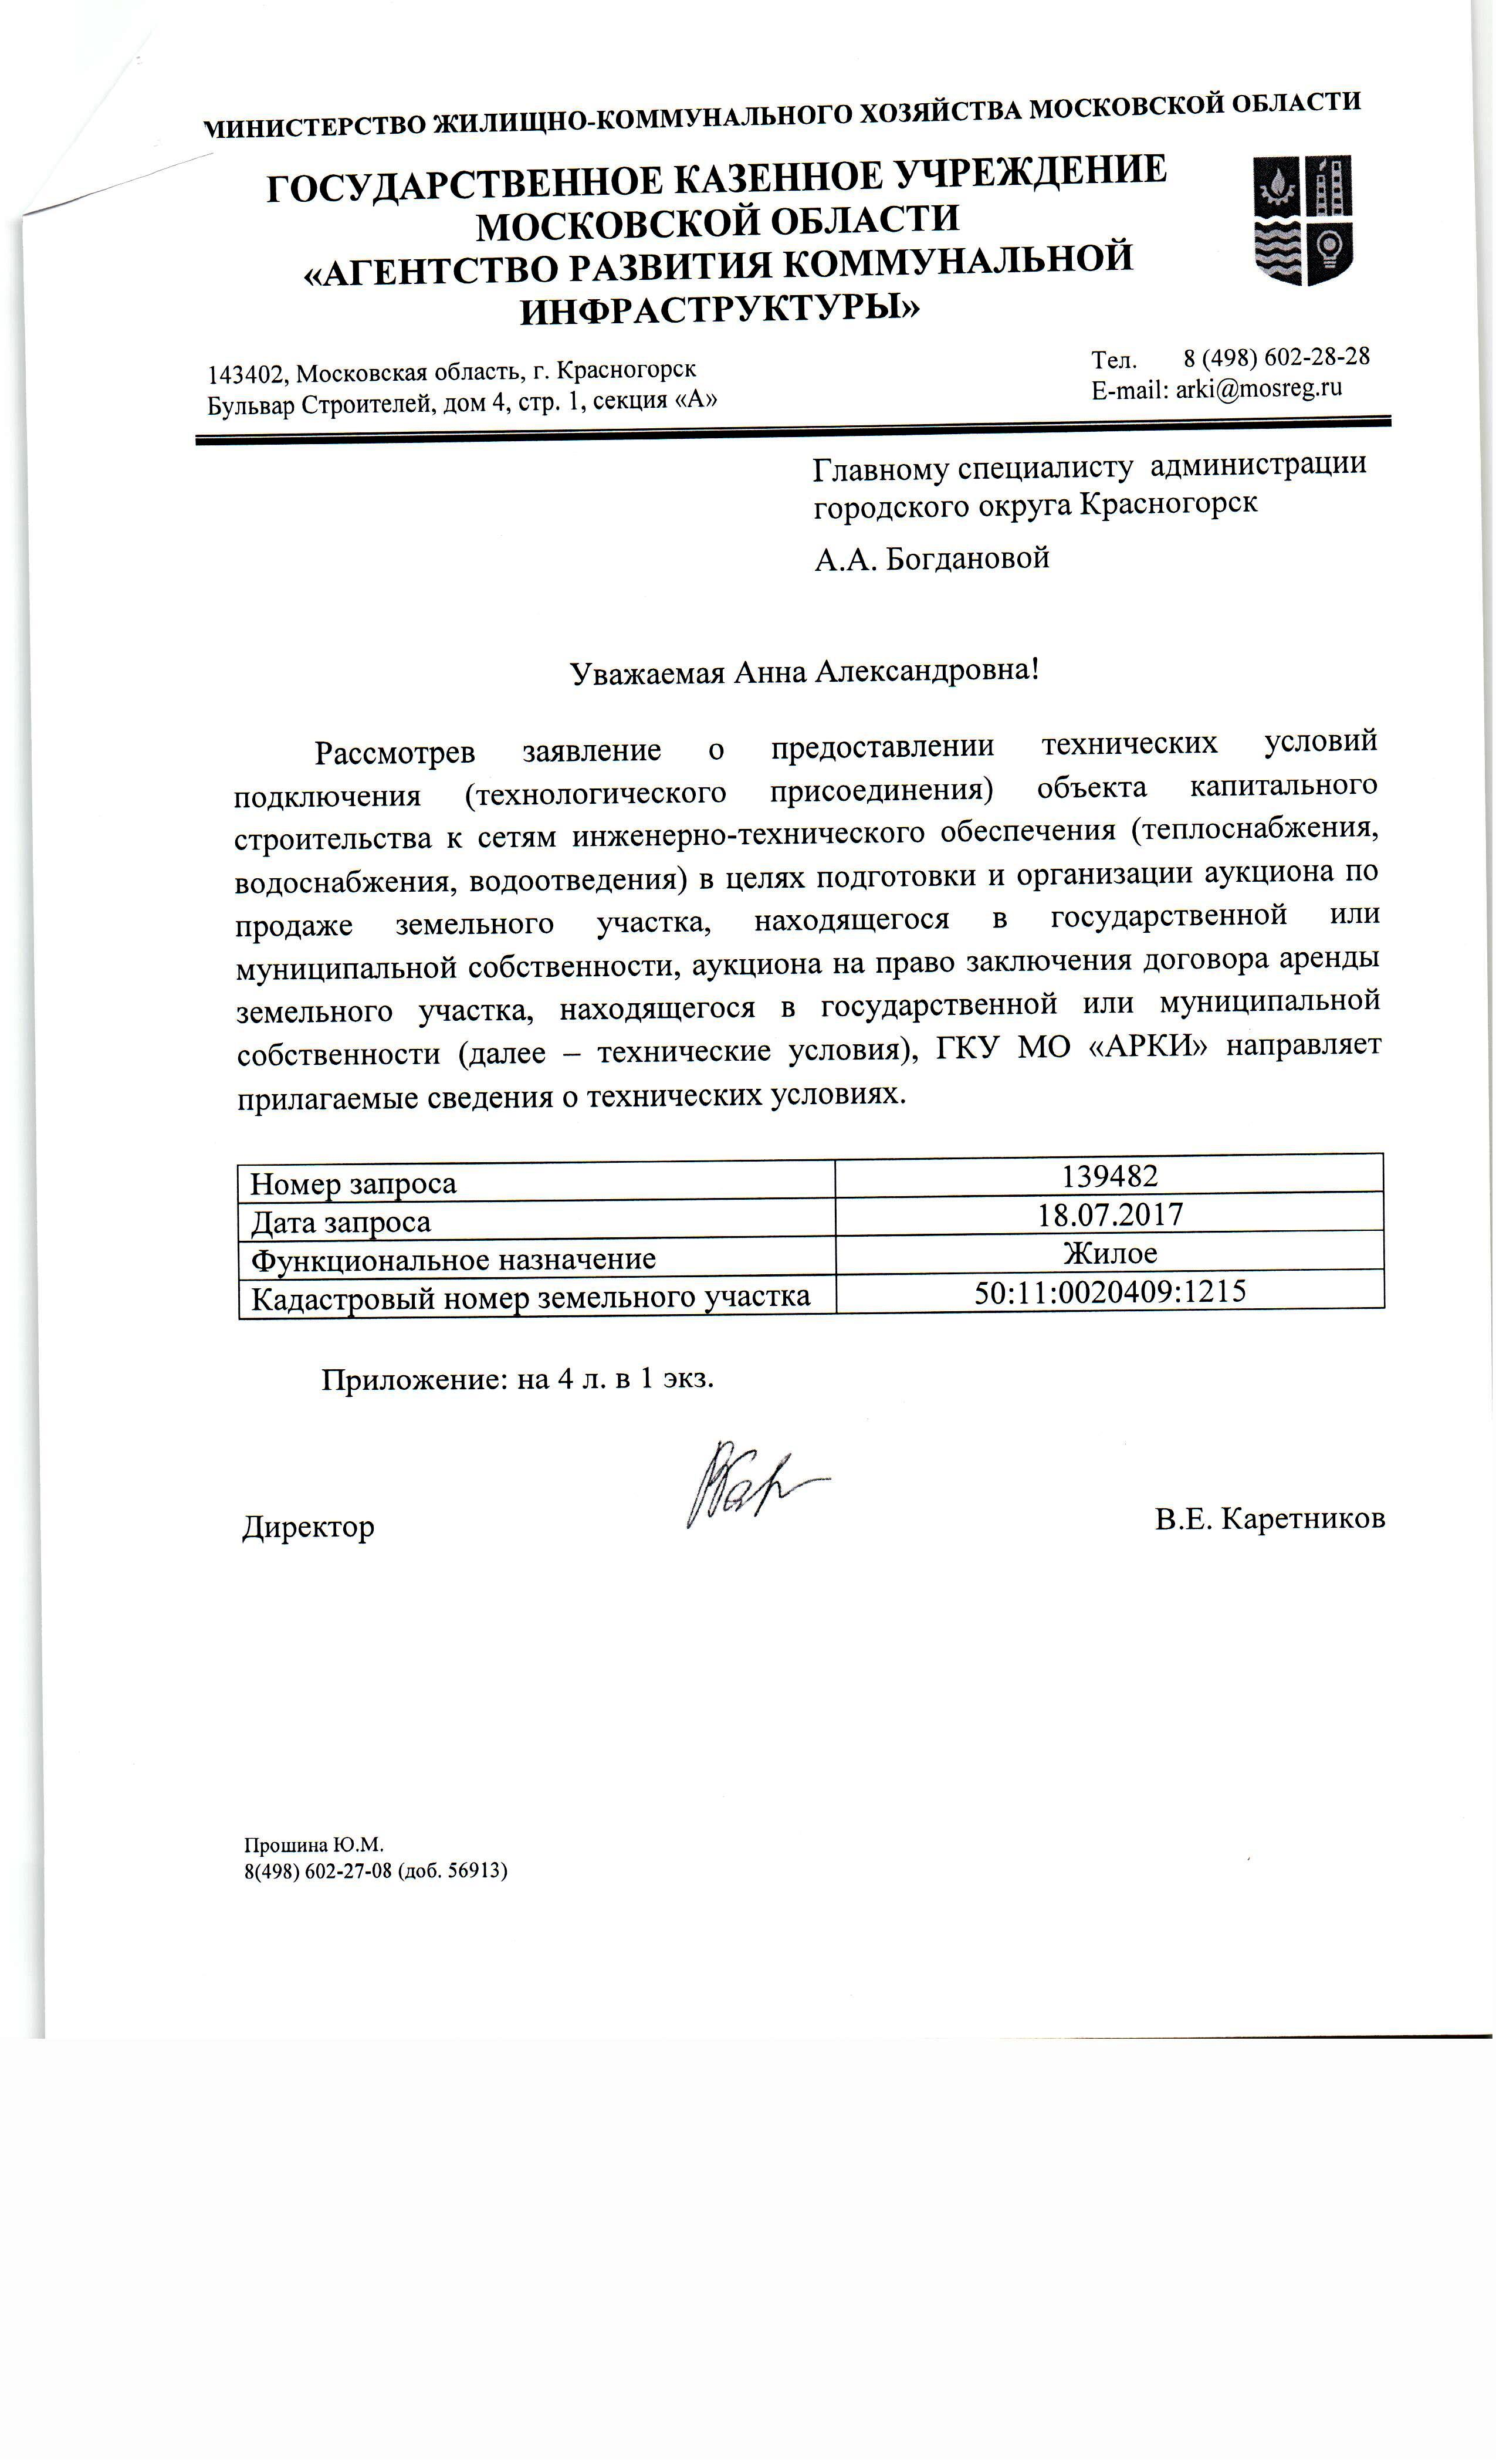 МИНИСТЕРСТВО ЖИЛИЩНО-КОММУНАЛЬНОГО ХОЗЯЙСТВА МОСКОВСКОЙ ОБЛАСТИ
ГОСУДАРСТВЕННОЕ КАЗЕННОЕ УЧРЕЖДЕНИЕ
МОСКОВСКОЙ ОБЛАСТИ
«АГЕНТСТВО РАЗВИТИЯ КОММУНАЛЬНОЙ
ИНФРАСТРУКТУРЫ»
143402, Московская область, г. Красногорск
Бульвар Строителей, дом 4, стр. 1, секция «А»
Тел. 8 (498) 602-28-28
E-mail: arki@mosreg.ru
Главному специалисту администрации
городского округа Красногорск
А.А. Богдановой
Уважаемая Анна Александровна!
Рассмотрев заявление о предоставлении технических условий
подключения (технологического присоединения) объекта капитального
строительства к сетям инженерно-технического обеспечения (теплоснабжения,
водоснабжения, водоотведения) в целях подготовки и организации аукциона по
продаже земельного участка, находящегося в государственной или
муниципальной собственности, аукциона на право заключения договора аренды
земельного участка, находящегося в государственной или муниципальной
собственности (далее – технические условия), ГКУ МО «АРКИ» направляет
прилагаемые сведения о технических условиях.
Номер запроса 139482
Дата запроса 18.07.2017
Функциональное назначение Жилое
Кадастровый номер земельного участка 50:11:0020409:1215
Приложение: на 4 л. в 1 экз.
Директор В.Е. Каретников
Прошина Ю.М.
8(498) 602-27-08 (доб. 56913)